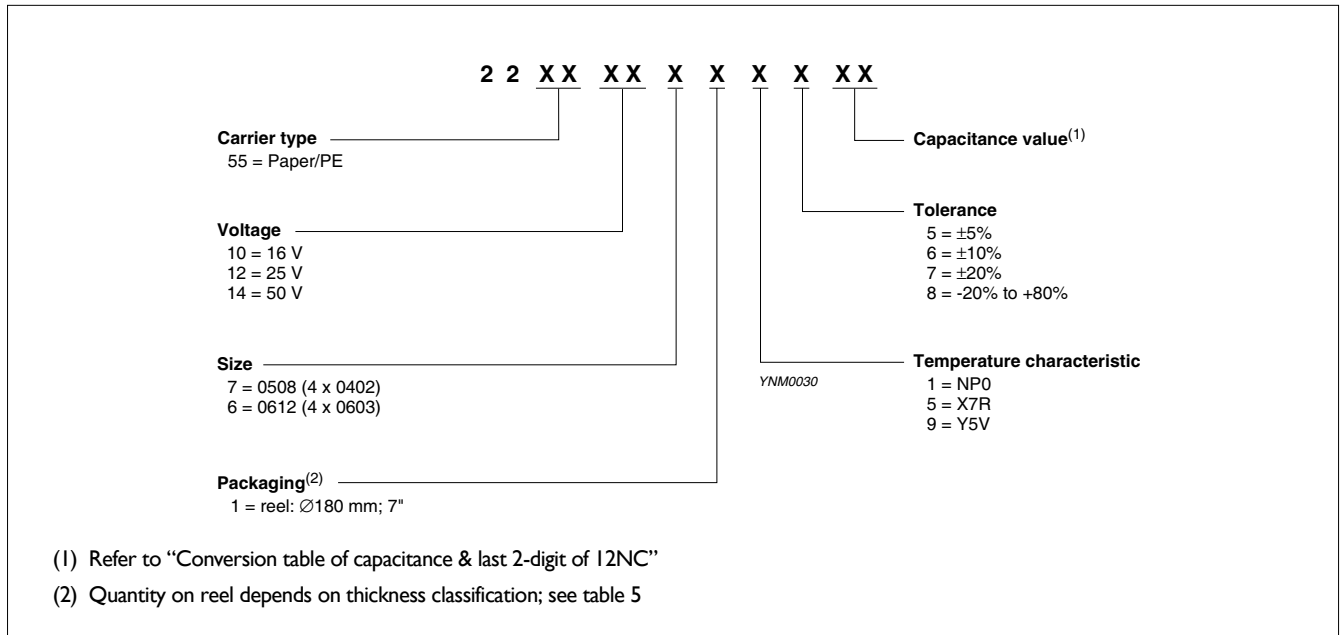 2 2 XX XX X X X X XX
Carrier type
55 = Paper/PE
Voltage
10 = 16 V
12 = 25 V
14 = 50 V
Size
7 = 0508 (4 x 0402)
6 = 0612 (4 x 0603)
Packaging(2)
1 = reel: ∅180 mm; 7"
Capacitance value(1)
Tolerance
5 = ±5%
6 = ±10%
7 = ±20%
8 = -20% to +80%
Temperature characteristic
1 = NP0
5 = X7R
9 = Y5V
YNM0030
(1) Refer to “Conversion table of capacitance & last 2-digit of 12NC”
(2) Quantity on reel depends on thickness classification; see table 5